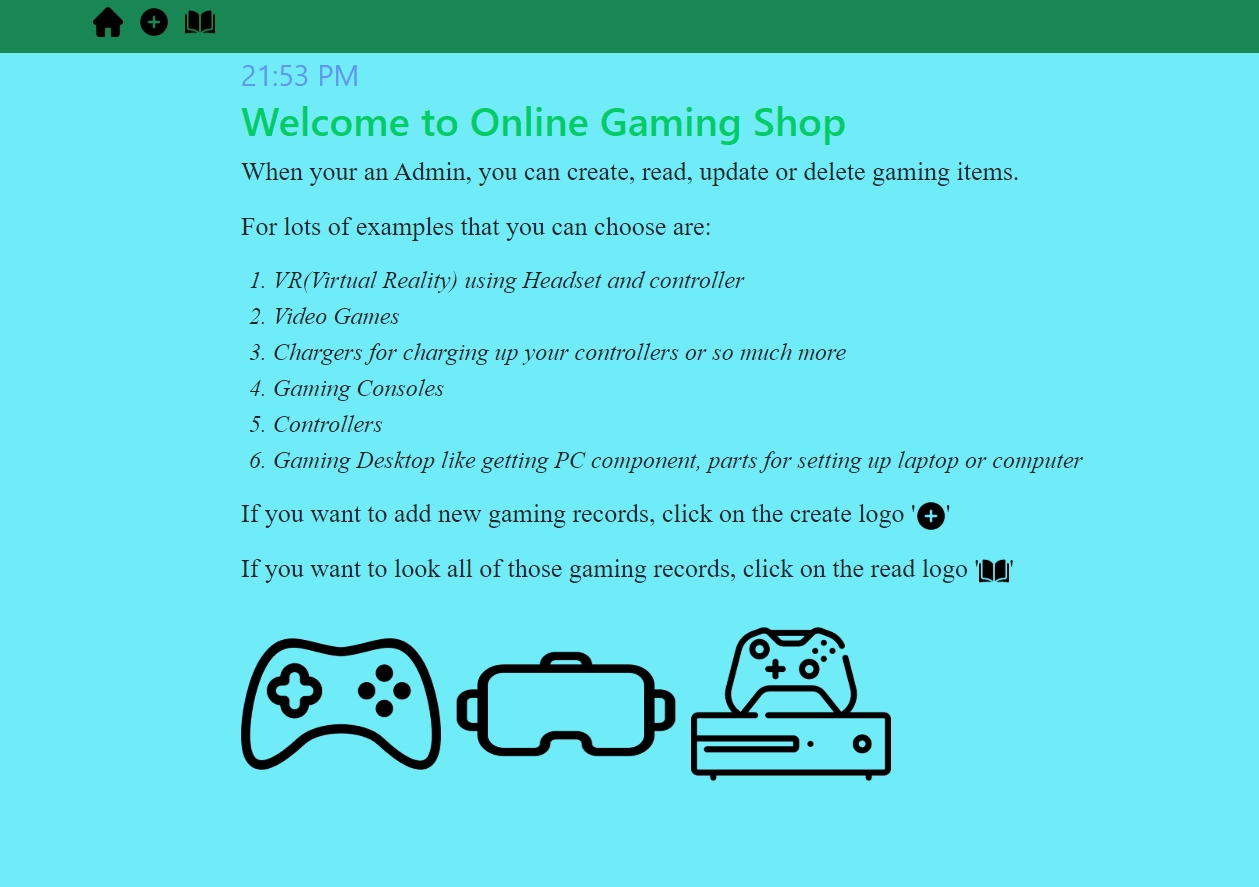 21:53 PM
Welcome to Online Gaming Shop
When your an Admin, you can create, read, update or delete gaming items.
For lots of examples that you can choose are:
1. VR(Virtual Reality) using Headset and controller
2. Video Games
3. Chargers for charging up your controllers or so much more
4. Gaming Consoles
5. Controllers
6. Gaming Desktop like getting PC component, parts for setting up laptop or computer
If you want to add new gaming records, click on the create logo ' '
If you want to look all of those gaming records, click on the read logo ' '